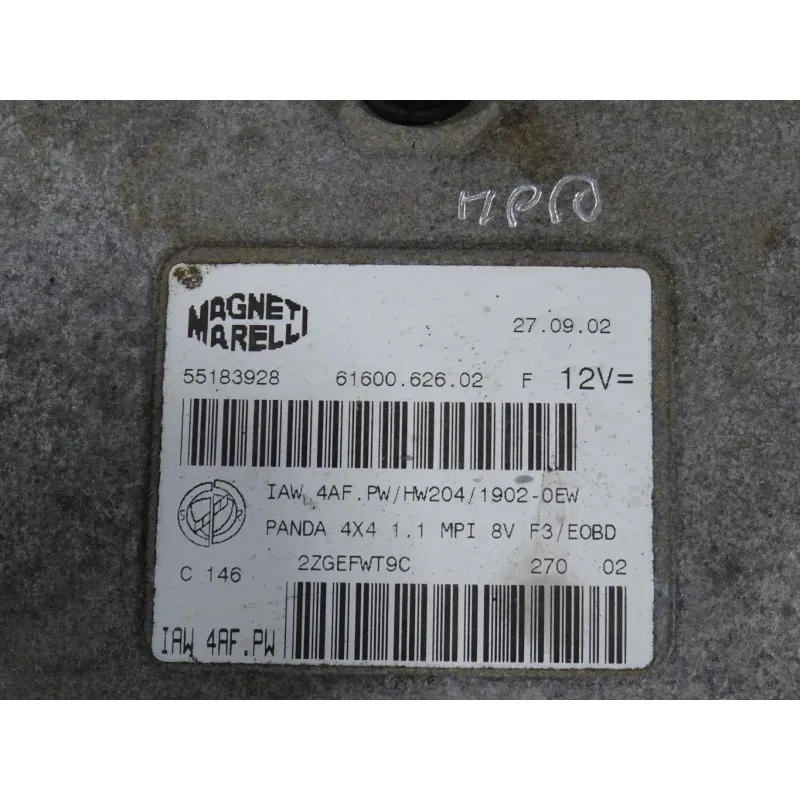 MPA
MAGNETI
MARELLI
27.09.02
55183928 61600.626.02 F 12V=
IAW 4AF.PW/HW204/1902-0EW
PANDA 4X4 1.1 MPI 8V F3/EOBD
C 146 2ZGEFWT9C 270 02
IAW 4AF.PW